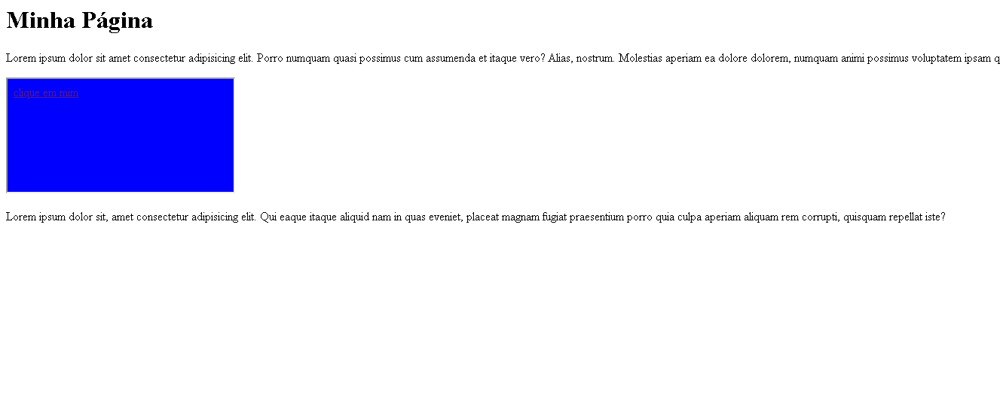 Minha Página
Lorem ipsum dolor sit amet consectetur adipisicing elit. Porro numquam quasi possimus cum assumenda et itaque vero? Alias, nostrum. Molestias aperiam ea dolore dolorem, numquam animi possimus voluptatem ipsam q
clique em mim
Lorem ipsum dolor sit, amet consectetur adipisicing elit. Qui eaque itaque aliquid nam in quas eveniet, placeat magnam fugiat praesentium porro quia culpa aperiam aliquam rem corrupti, quisquam repellat iste?